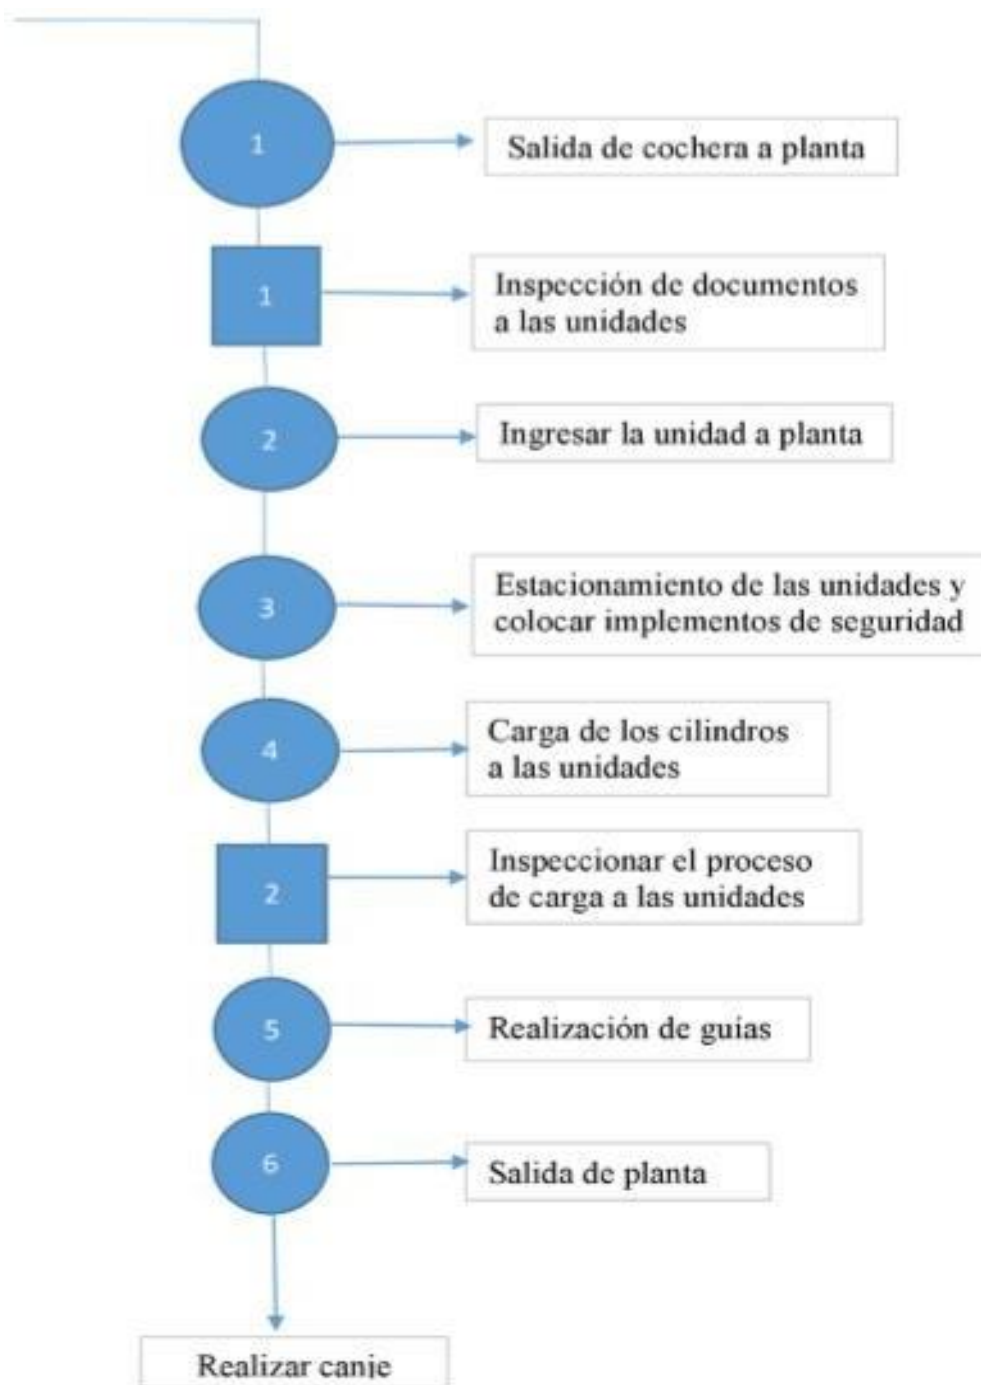 1
Salida de cochera a planta
1
Inspección de documentos
a las unidades
2
Ingresar la unidad a planta
3
Estacionamiento de las unidades y
colocar implementos de seguridad
4
Carga de los cilindros
a las unidades
2
Inspeccionar el proceso
de carga a las unidades
5
Realización de guías
6
Salida de planta
Realizar canje